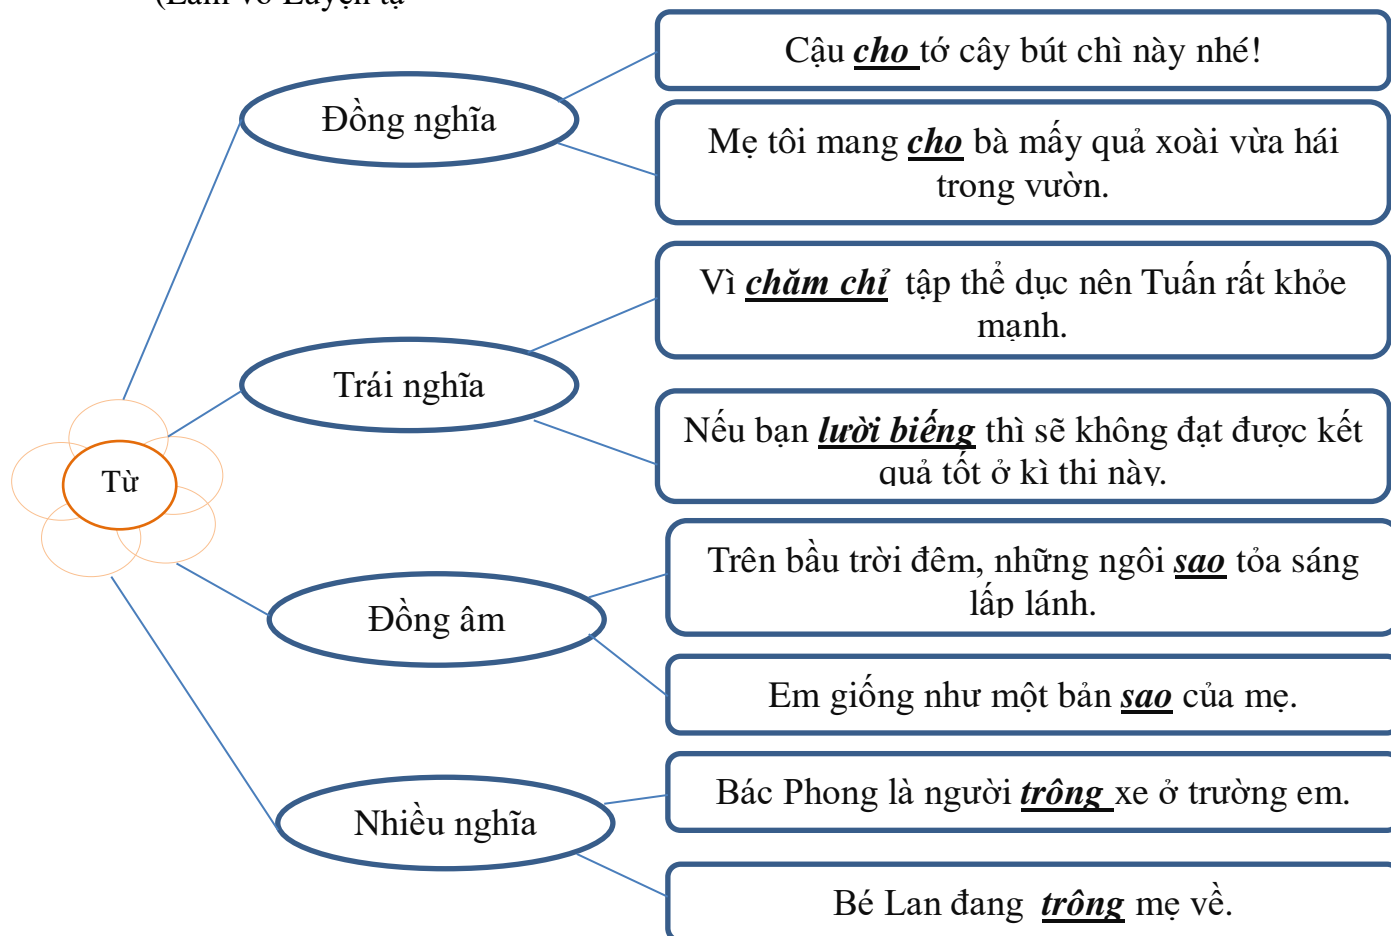 (Làm vở Luyện tậ
Từ
Đồng nghĩa
Cậu cho tớ cây bút chì này nhé!
Mẹ tôi mang cho bà mấy quả xoài vừa hái
trong vườn.
Trái nghĩa
Vì chăm chỉ tập thể dục nên Tuấn rất khỏe
mạnh.
Nếu bạn lười biếng thì sẽ không đạt được kết
quả tốt ở kì thi này.
Đồng âm
Trên bầu trời đêm, những ngôi sao tỏa sáng
lấp lánh.
Em giống như một bản sao của mẹ.
Nhiều nghĩa
Bác Phong là người trông xe ở trường em.
Bé Lan đang trông mẹ về.